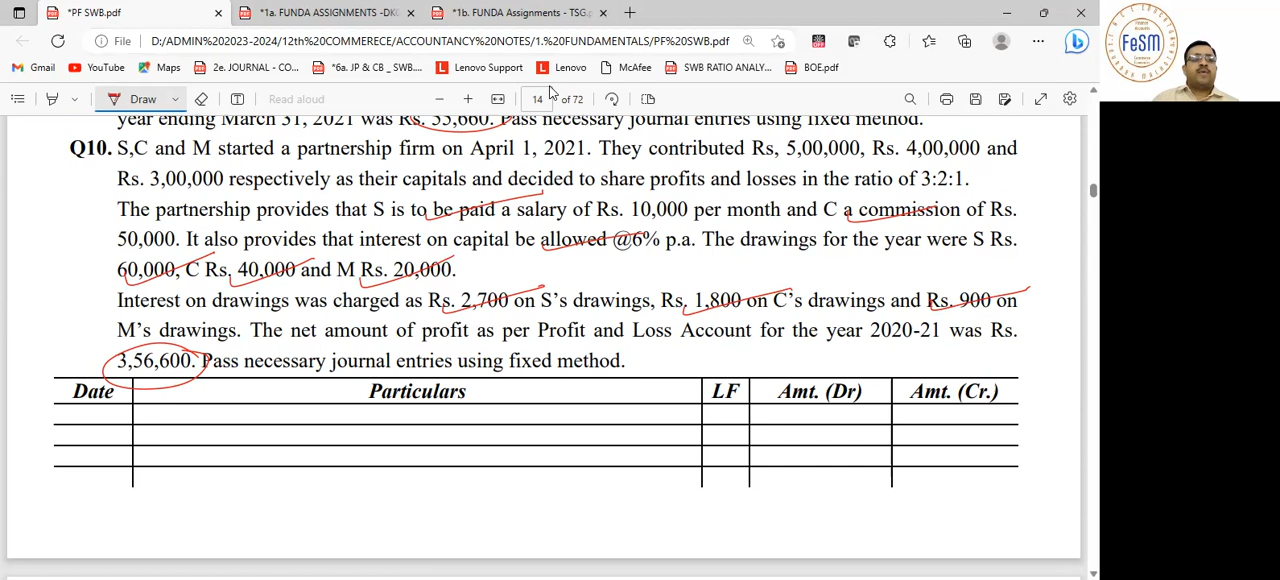 *PF SWB.pdf
*1a. FUNDA ASSIGNMENTS -DKG
*1b. FUNDA Assignments - TSG.p
File D:/ADMIN%202023-2024/12th%20COMMERECE/ACCOUNTANCE%20NOTES/1.%20FUNDAMENTALS/PF%20SWB.pdf
Gmail YouTube Maps 2e. JOURNAL - CO... *6a. JP & CB _ SWB.... Lenovo Support Lenovo McAfee SWB RATIO ANALY... BOE.pdf
Draw Read aloud 14 of 72
year ending March 31, 2021 was Rs. 55,660. Pass necessary journal entries using fixed method.
Q10. S,C and M started a partnership firm on April 1, 2021. They contributed Rs, 5,00,000, Rs. 4,00,000 and
Rs. 3,00,000 respectively as their capitals and decided to share profits and losses in the ratio of 3:2:1.
The partnership provides that S is to be paid a salary of Rs. 10,000 per month and C a commission of Rs.
50,000. It also provides that interest on capital be allowed @6% p.a. The drawings for the year were S Rs.
60,000, C Rs. 40,000 and M Rs. 20,000.
Interest on drawings was charged as Rs. 2,700 on S's drawings, Rs. 1,800 on C's drawings and Rs. 900 on
M's drawings. The net amount of profit as per Profit and Loss Account for the year 2020-21 was Rs.
3,56,600. Pass necessary journal entries using fixed method.
Date Particulars LF Amt. (Dr) Amt. (Cr.)
FeSM